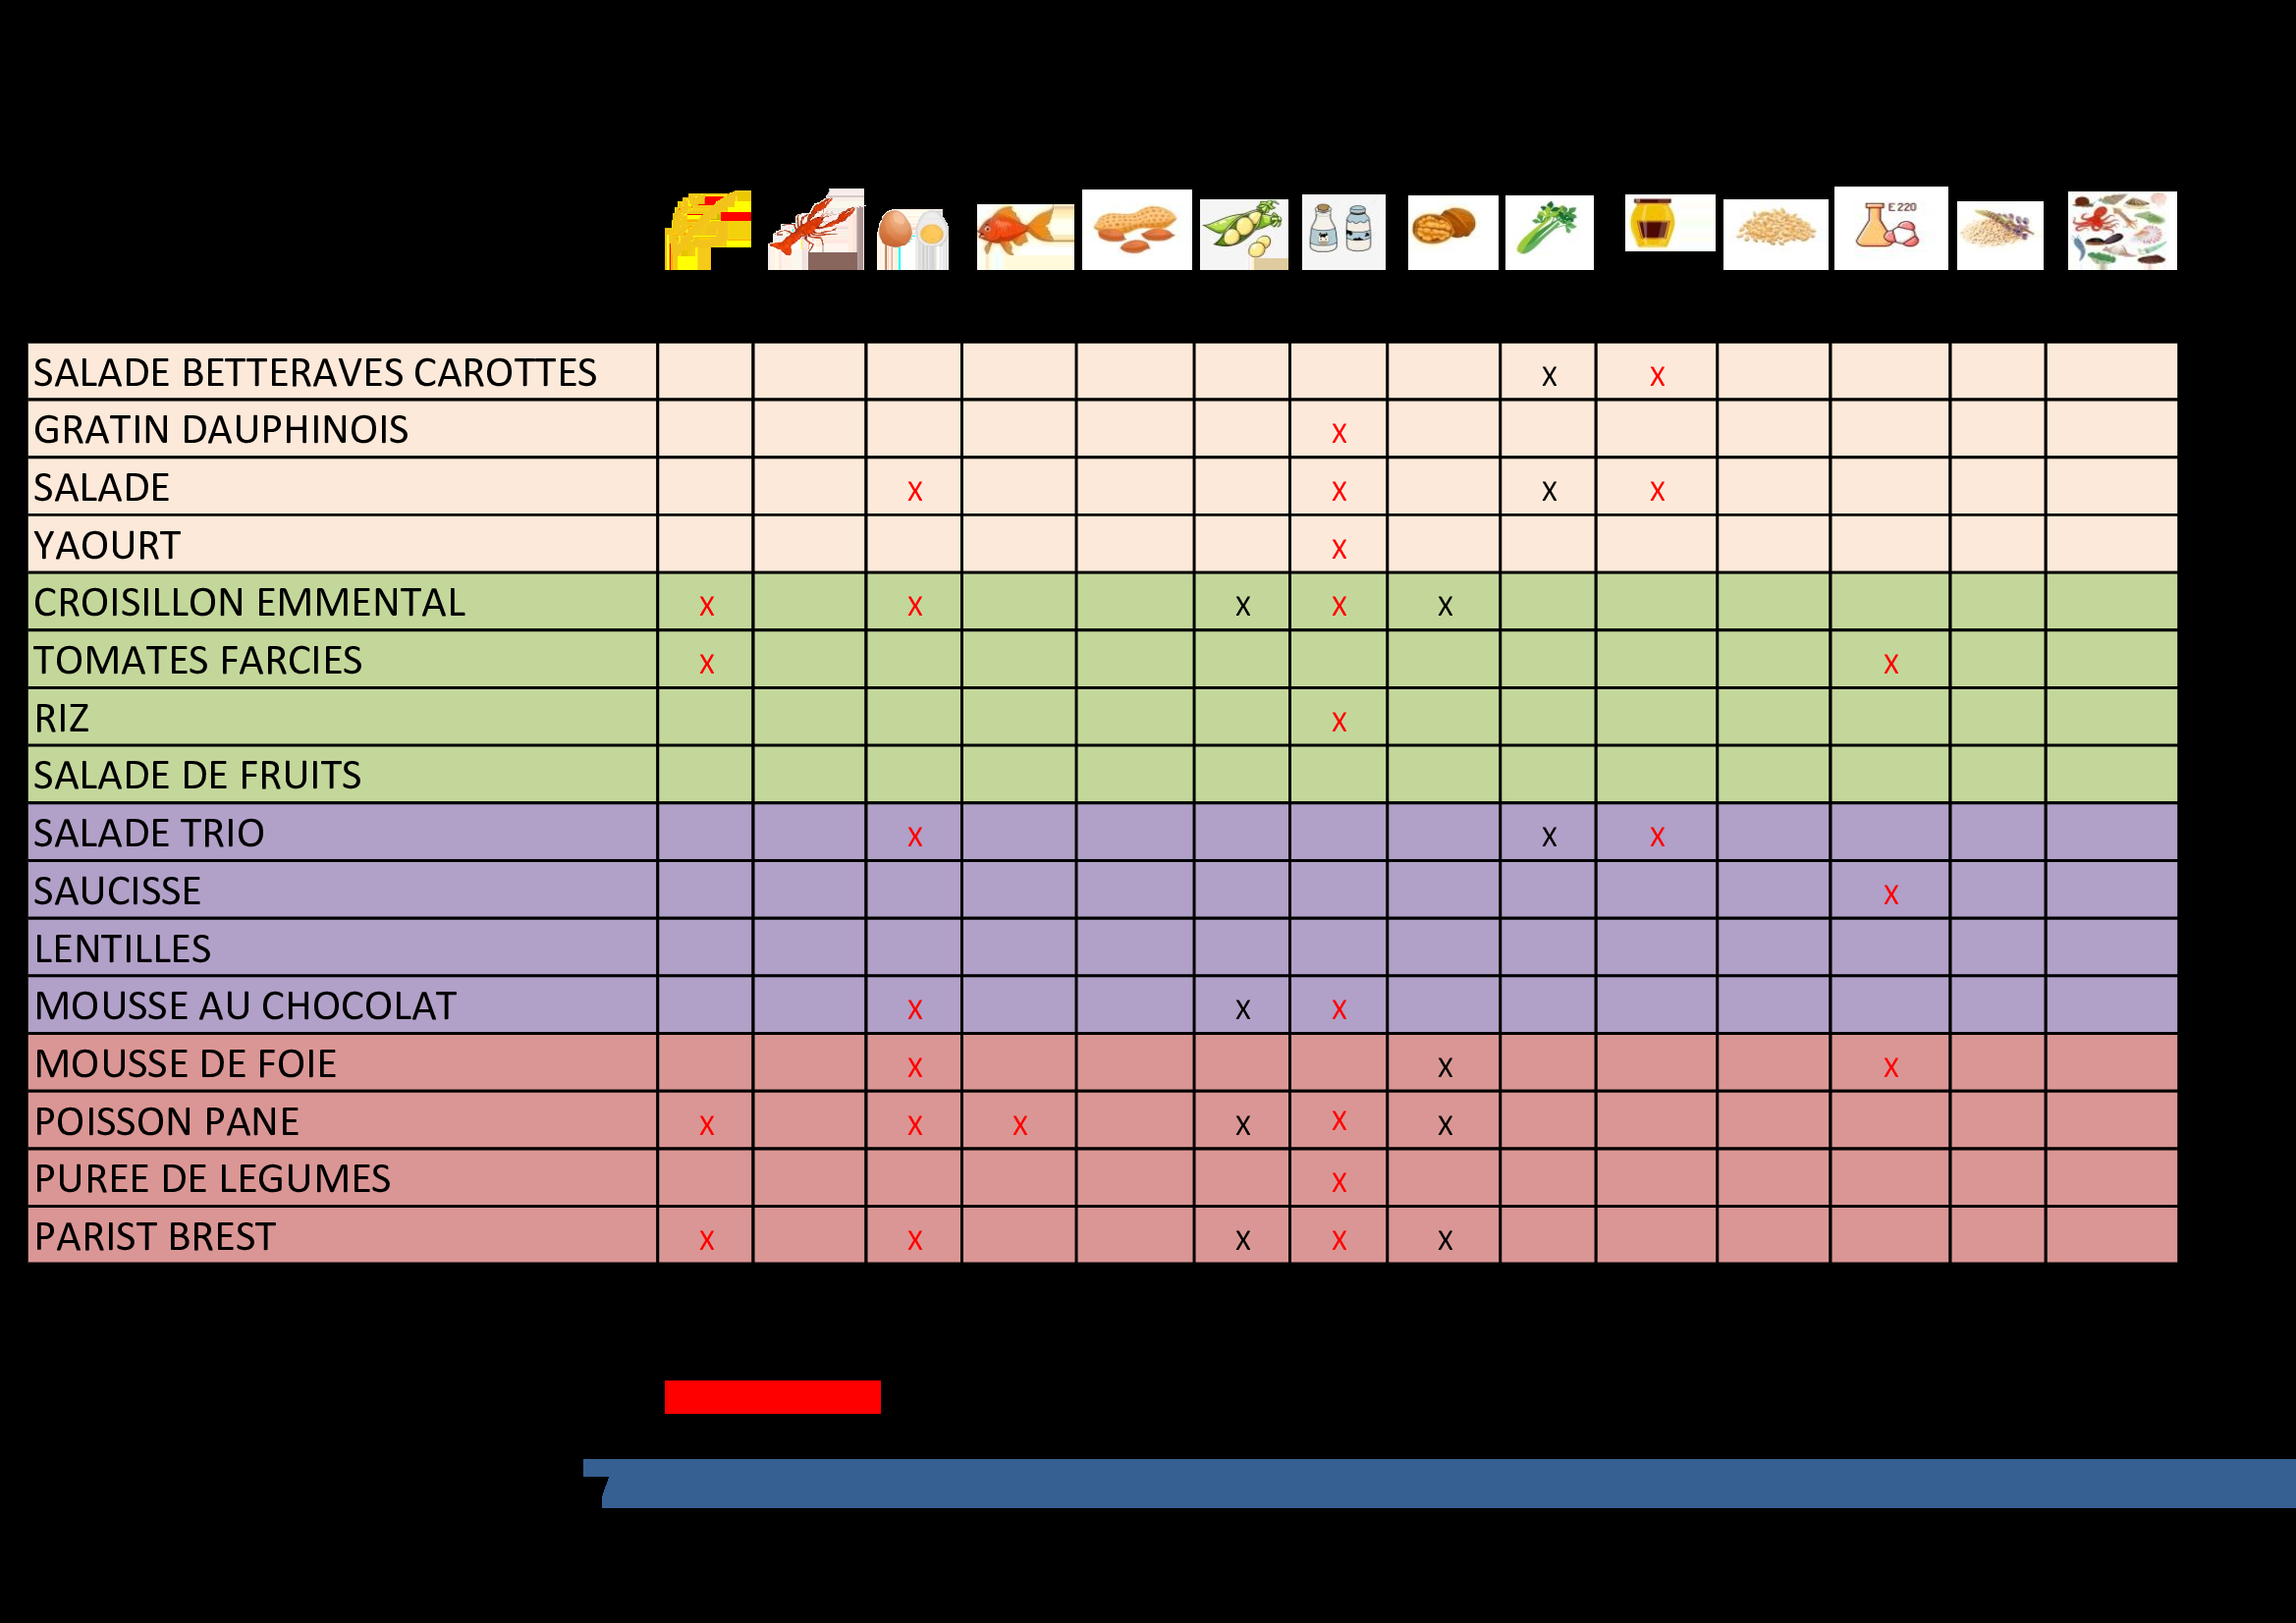 E 220
SALADE BETTERAVES CAROTTES X X
GRATIN DAUPHINOIS X
SALADE X X X X
YAOURT X
CROISILLON EMMENTAL X X X X X
TOMATES FARCIES X X
RIZ X
SALADE DE FRUITS
SALADE TRIO X X X
SAUCISSE X
LENTILLES
MOUSSE AU CHOCOLAT X X X
MOUSSE DE FOIE X X X
POISSON PANE X X X X X X
PUREE DE LEGUMES X
PARIST BREST X X X X X